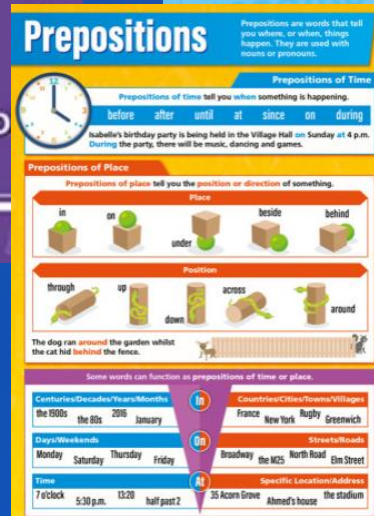 Prepositions
Prepositions are words that tell
you where, or when, things
happen. They are used with
nouns or pronouns.
Prepositions of Time
Prepositions of time tell you when something is happening.
12
before after until at since on during
Isabelle's birthday party is being held in the Village Hall on Sunday at 4 p.m.
During the party, there will be music, dancing and games.
Prepositions of Place
Prepositions of place tell you the position or direction of something.
Place
in on under beside behind
Position
through up down across around
The dog ran around the garden whilst
the cat hid behind the fence.
Some words can function as prepositions of time or place.
Centuries/Decades/Years/Months In Countries/Cities/Towns/Villages
the 1900s the 80s 2016 January France New York Rugby Greenwich
Days/Weekends On Streets/Roads
Monday Saturday Thursday Friday Broadway the M25 North Road Elm Street
Time At Specific Location/Address
7 o'clock 5:30 p.m. 13:20 half past 2 35 Acorn Grove Ahmed's house the stadium